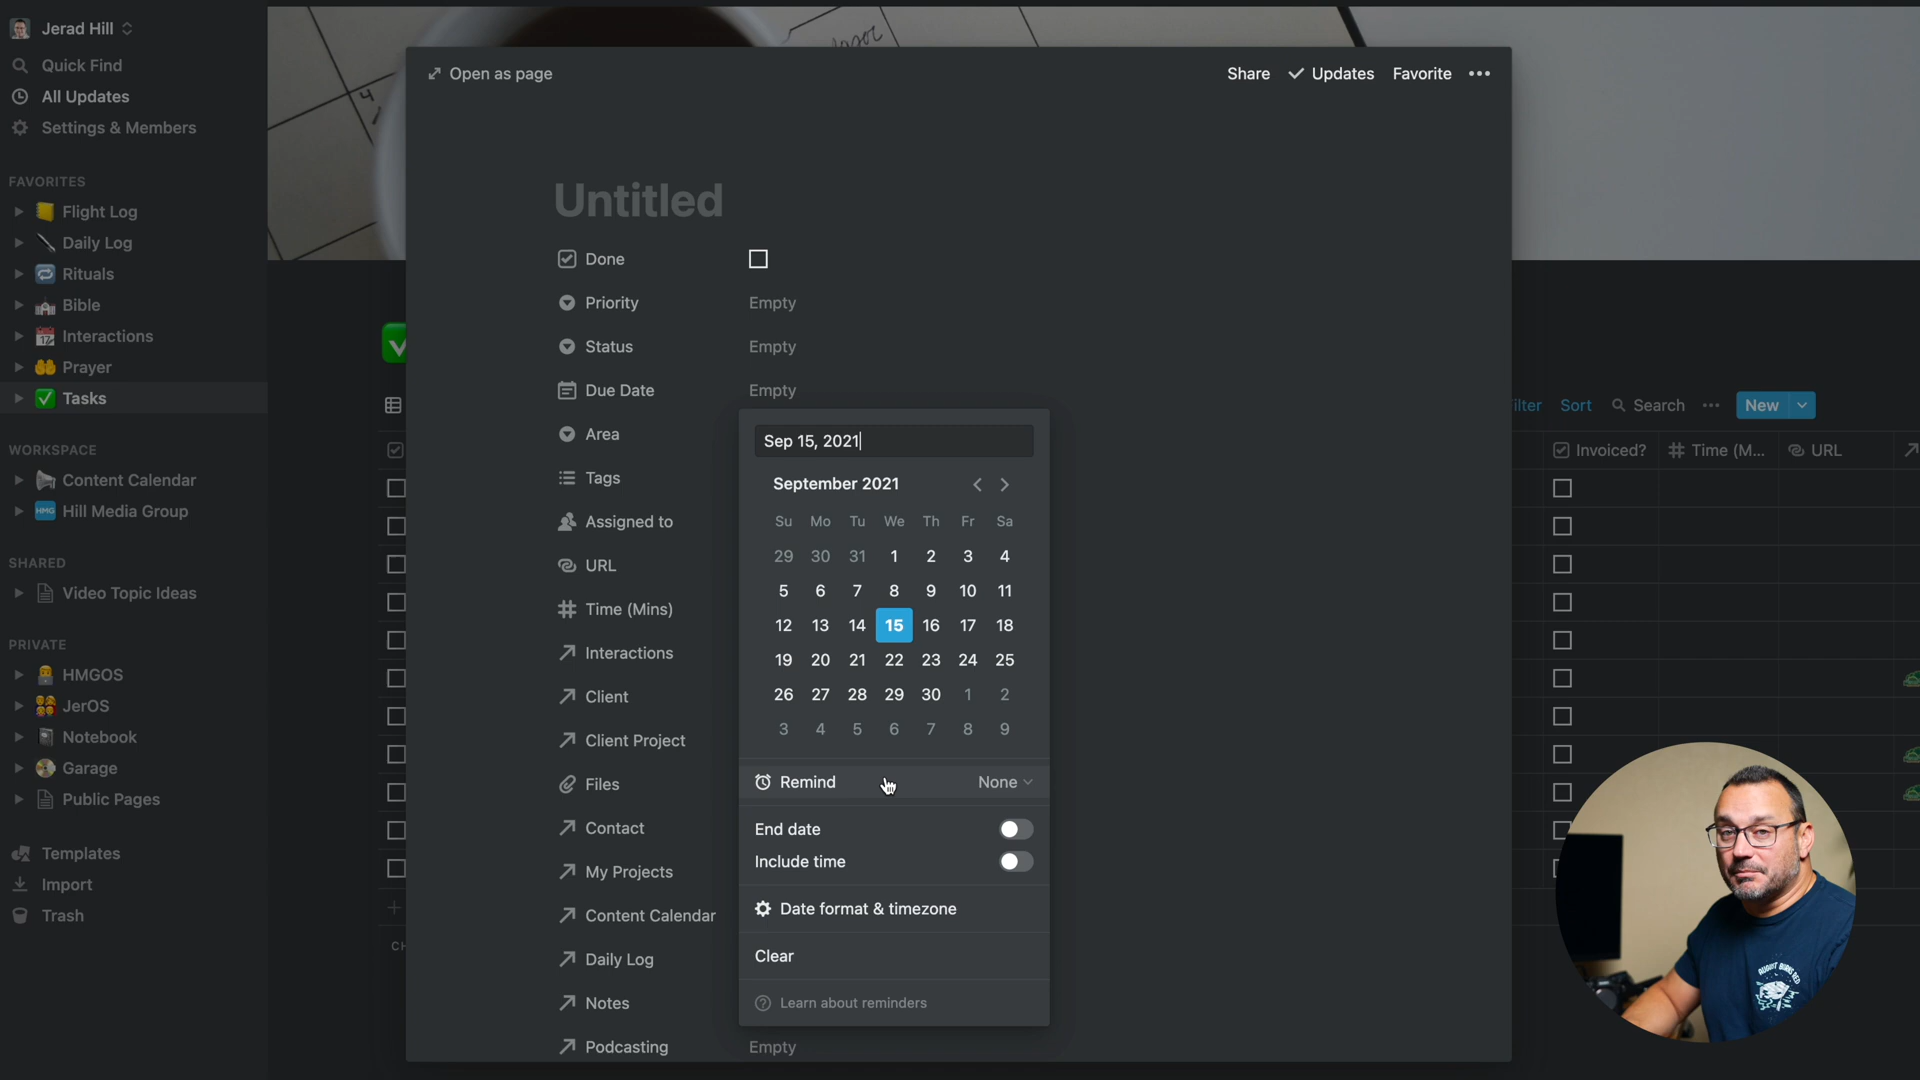 Jerad Hill
Quick Find
All Updates
Settings & Members
FAVORITES
Flight Log
Daily Log
Rituals
Bible
Interactions
Prayer
Tasks
WORKSPACE
Content Calendar
HMG Hill Media Group
SHARED
Video Topic Ideas
PRIVATE
HMGOS
JerOS
Notebook
Garage
Public Pages
Templates
Import
Trash
Open as page
Share Updates Favorite
Untitled
Done
Priority Empty
Status Empty
Due Date Empty
Area
Tags
Assigned to
URL
Time (Mins)
Interactions
Client
Client Project
Files
Contact
My Projects
Content Calendar
Daily Log
Notes
Podcasting Empty
Sep 15, 2021
September 2021
Su Mo Tu We Th Fr Sa
29 30 31 1 2 3 4
5 6 7 8 9 10 11
12 13 14 15 16 17 18
19 20 21 22 23 24 25
26 27 28 29 30 1 2
3 4 5 6 7 8 9
Remind None
End date
Include time
Date format & timezone
Clear
Learn about reminders
ilter Sort Search New
Invoiced? Time (M... URL
4
17
AUGUST BURNS RED